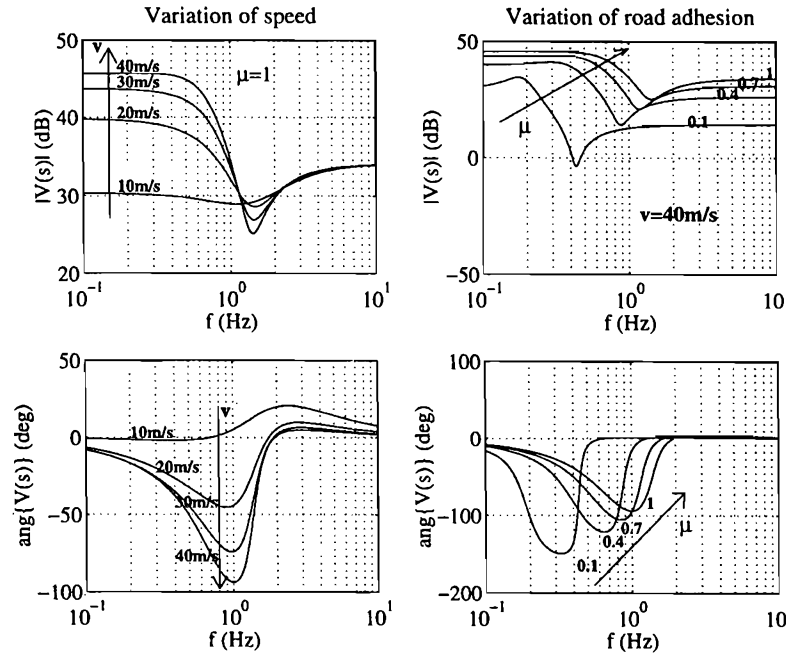 Variation of speed
50
40
30
20
|V(s)| (dB)
v
40m/s
30m/s
20m/s
10m/s
μ=1
10^-1
10^0
10^1
f (Hz)
Variation of road adhesion
50
0
−50
|V(s)| (dB)
μ
1
0.7
0.4
0.1
v=40m/s
10^-1
10^0
10
f (Hz)
50
0
−50
−100
ang{V(s)} (deg)
v
10m/s
20m/s
30m/s
40m/s
10^-1
10^0
10^1
f (Hz)
100
0
−100
−200
ang{V(s)} (deg)
1
0.7
0.4
0.1
μ
10^-1
10^0
10
f (Hz)